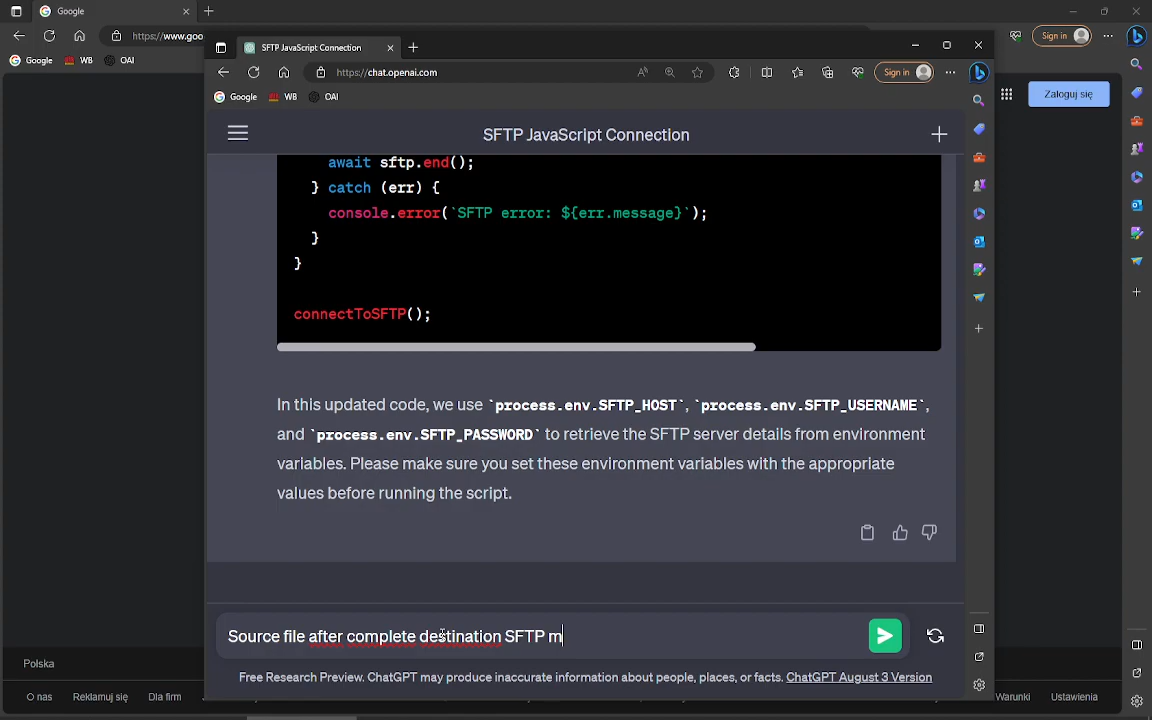 Google
https://www.goo
Sign in
Google WB OAI
SFTP JavaScript Connection
https://chat.openai.com
Sign in
Google WB OAI
Zaloguj się
SFTP JavaScript Connection
await sftp.end();
} catch (err) {
console.error(`SFTP error: ${err.message}`);
}
}
connectToSFTP();
In this updated code, we use `process.env.SFTP_HOST`, `process.env.SFTP_USERNAME`,
and `process.env.SFTP_PASSWORD` to retrieve the SFTP server details from environment
variables. Please make sure you set these environment variables with the appropriate
values before running the script.
Source file after complete destination SFTP m
Free Research Preview. ChatGPT may produce inaccurate information about people, places, or facts. ChatGPT August 3 Version
Polska
O nas Reklamuj się Dla firm
Warunki Ustawienia